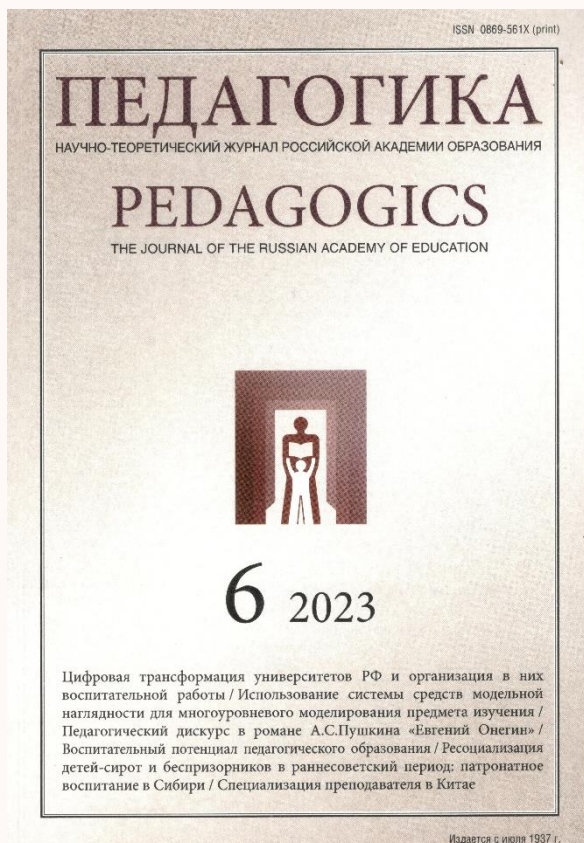 ISSN 0869-561X (print)
ПЕДАГОГИКА
НАУЧНО-ТЕОРЕТИЧЕСКИЙ ЖУРНАЛ РОССИЙСКОЙ АКАДЕМИИ ОБРАЗОВАНИЯ
PEDAGOGICS
THE JOURNAL OF THE RUSSIAN ACADEMY OF EDUCATION
6 2023
Цифровая трансформация университетов РФ и организация в них
воспитательной работы / Использование системы средств модельной
наглядности для многоуровневого моделирования предмета изучения /
Педагогический дискурс в романе А.С.Пушкина «Евгений Онегин» /
Воспитательный потенциал педагогического образования / Ресоциализация
детей-сирот и беспризорников в раннесоветский период: патронатное
воспитание в Сибири / Специализация преподавателя в Китае
Издается с июля 1937 г.